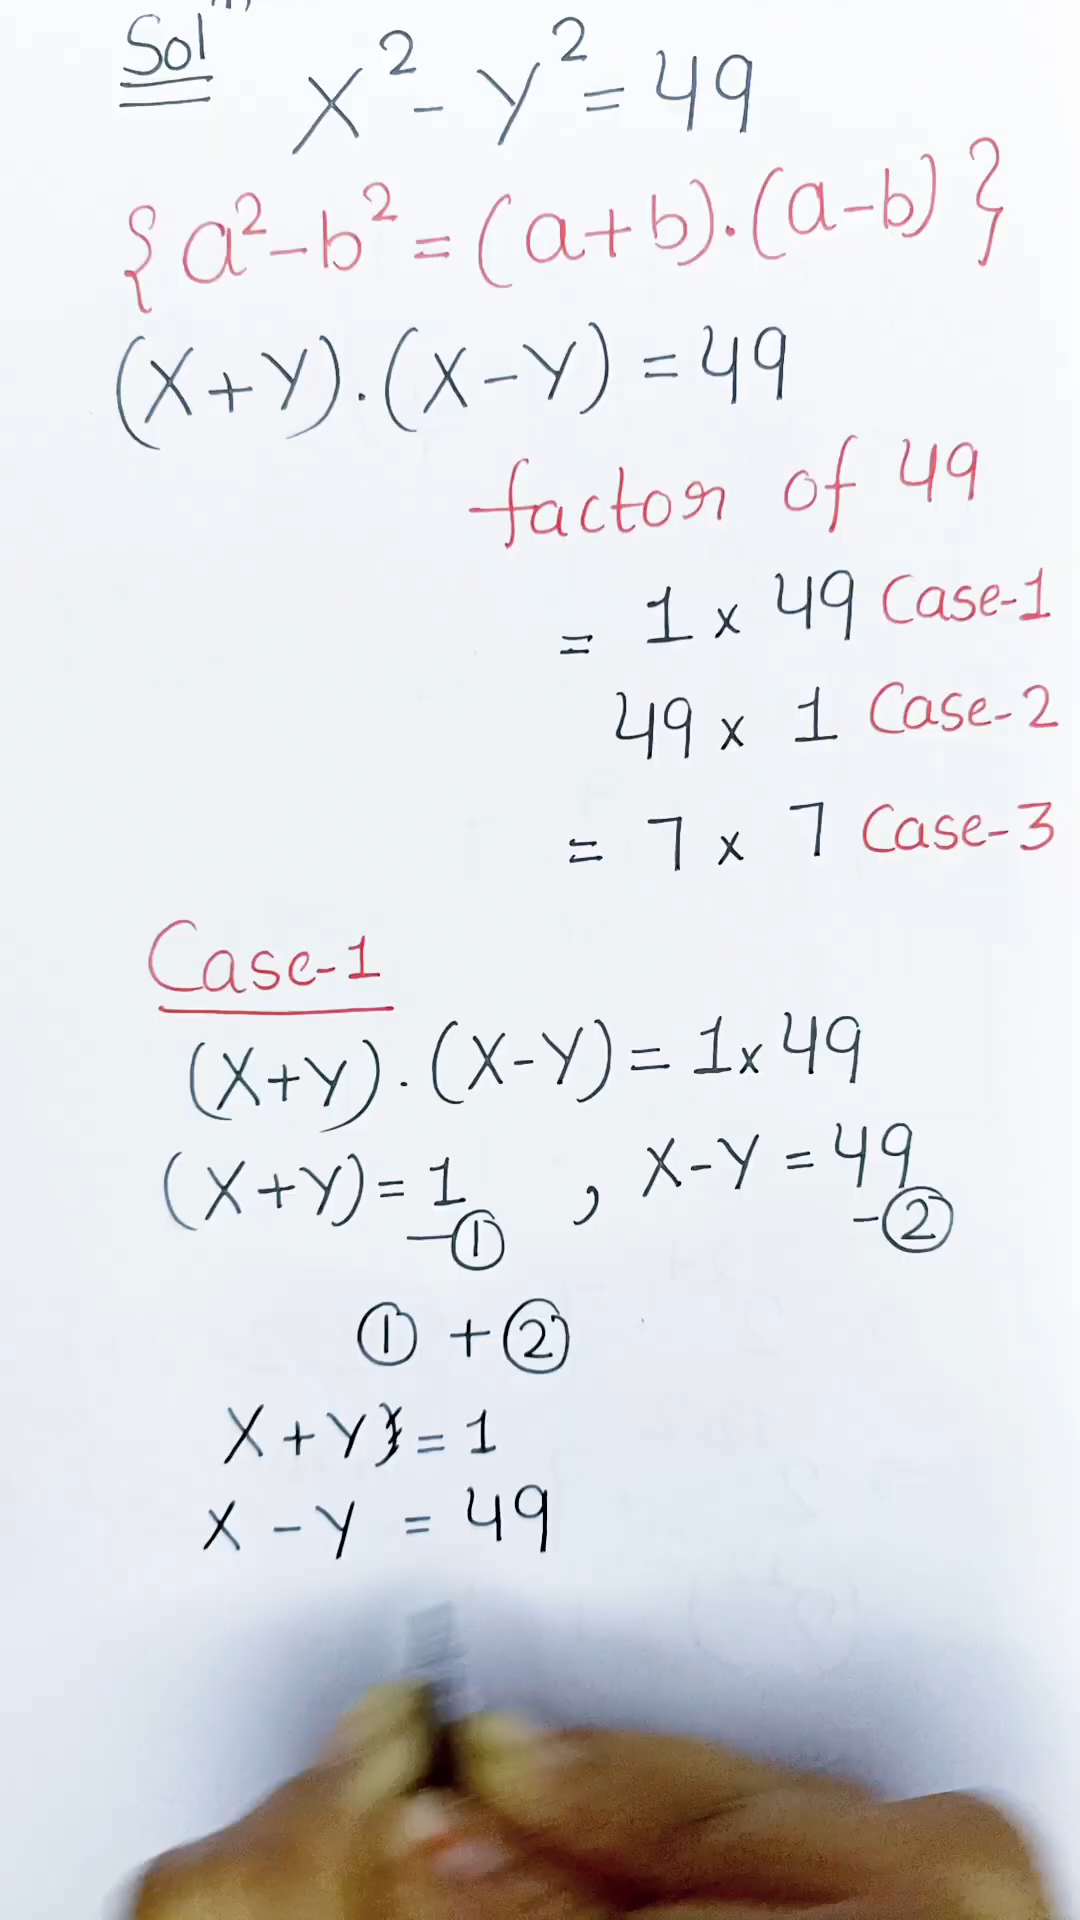 Sol
X² - Y² = 49
{a² - b² = (a+b).(a-b)}
(X+Y).(X-Y) = 49
factor of 49
= 1 x 49 Case-1
49 x 1 Case-2
= 7 x 7 Case-3
Case-1
(X+Y).(X-Y) = 1x49
(X+Y) = 1 , X-Y = 49
-① -②
① + ②
X + Y = 1
X - Y = 49